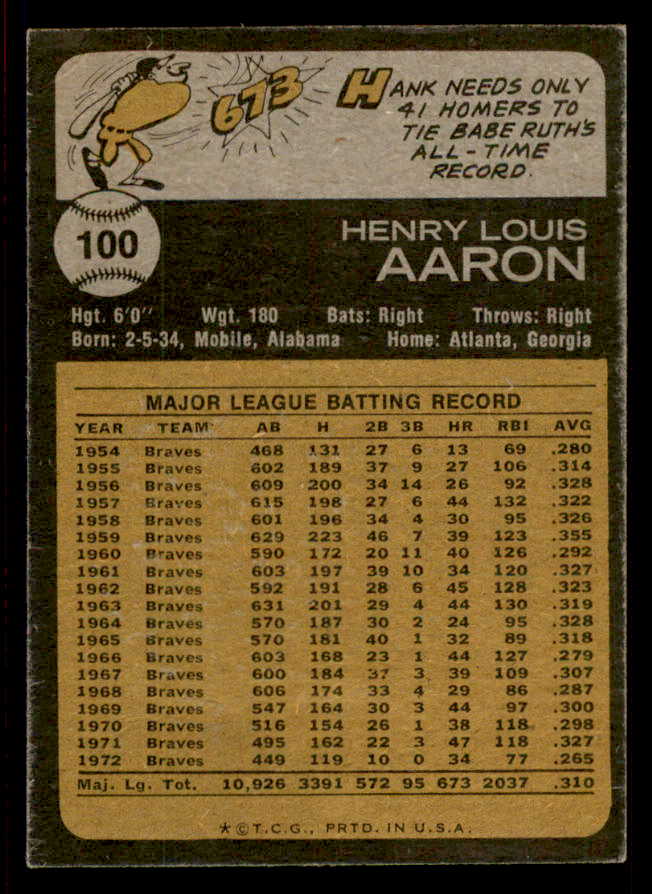 673
HANK NEEDS ONLY
41 HOMERS TO
TIE BABE RUTH'S
ALL-TIME
RECORD.
100
HENRY LOUIS
AARON
Hgt. 6'0" Wgt. 180 Bats: Right Throws: Right
Born: 2-5-34, Mobile, Alabama Home: Atlanta, Georgia
MAJOR LEAGUE BATTING RECORD
YEAR TEAM AB H 2B 3B HR RBI AVG
1954 Braves 468 131 27 6 13 69 .280
1955 Braves 602 189 37 9 27 106 .314
1956 Braves 609 200 34 14 26 92 .328
1957 Braves 615 198 27 6 44 132 .322
1958 Braves 601 196 34 4 30 95 .326
1959 Braves 629 223 46 7 39 123 .355
1960 Braves 590 172 20 11 40 126 .292
1961 Braves 603 197 39 10 34 120 .327
1962 Braves 592 191 28 6 45 128 .323
1963 Braves 631 201 29 4 44 130 .319
1964 Braves 570 187 30 2 24 95 .328
1965 Braves 570 181 40 1 32 89 .318
1966 Braves 603 168 23 1 44 127 .279
1967 Braves 600 184 37 3 39 109 .307
1968 Braves 606 174 33 4 29 86 .287
1969 Braves 547 164 30 3 44 97 .300
1970 Braves 516 154 26 1 38 118 .298
1971 Braves 495 162 22 3 47 118 .327
1972 Braves 449 119 10 0 34 77 .265
Maj. Lg. Tot. 10,926 3391 572 95 673 2037 .310
*©T.C.G., PRTD. IN U.S.A.